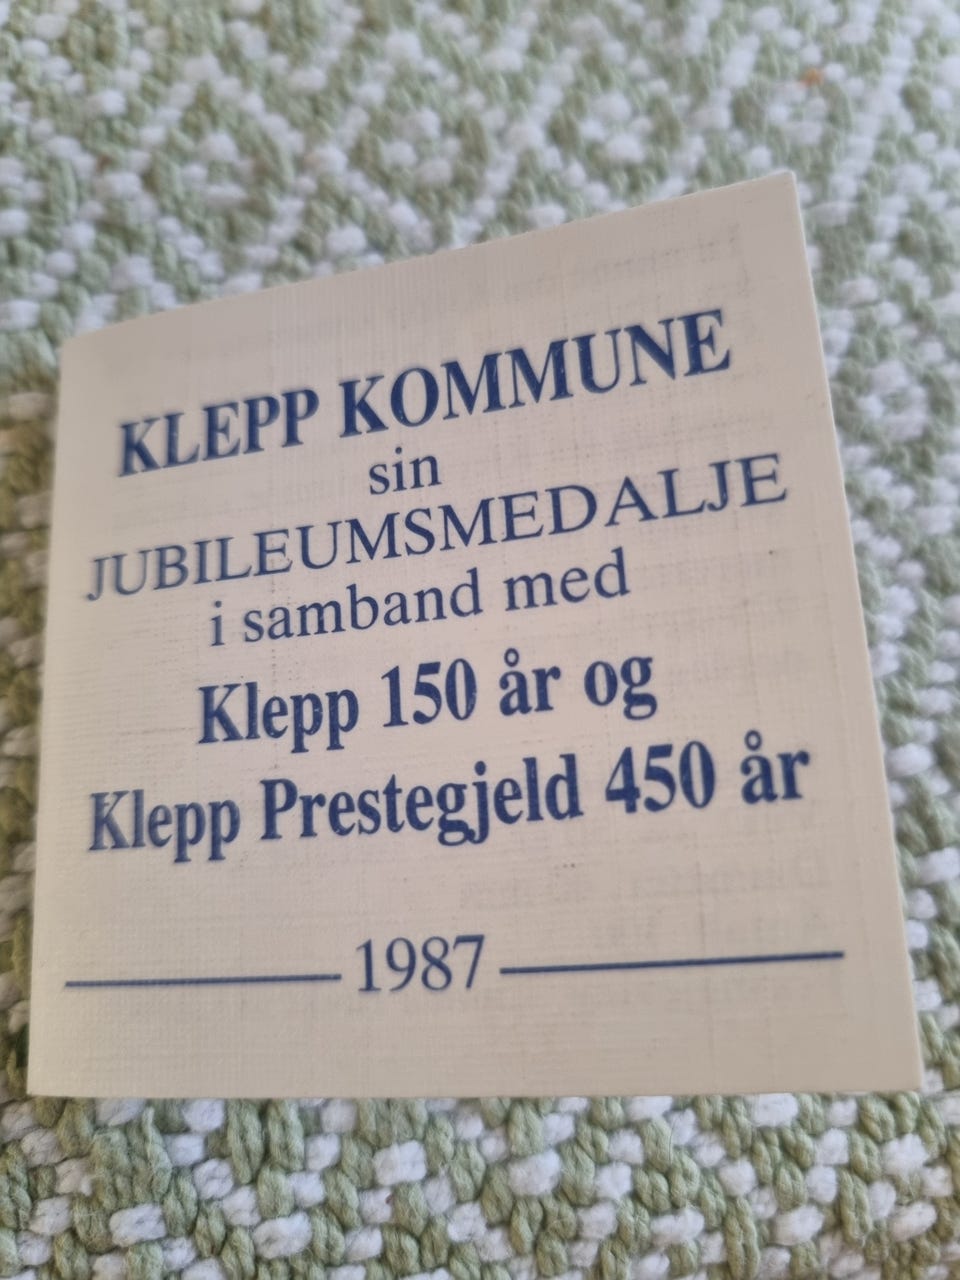 KLEPP KOMMUNE
sin
JUBILEUMSMEDALJE
i samband med
Klepp 150 år og
Klepp Prestegjeld 450 år
1987